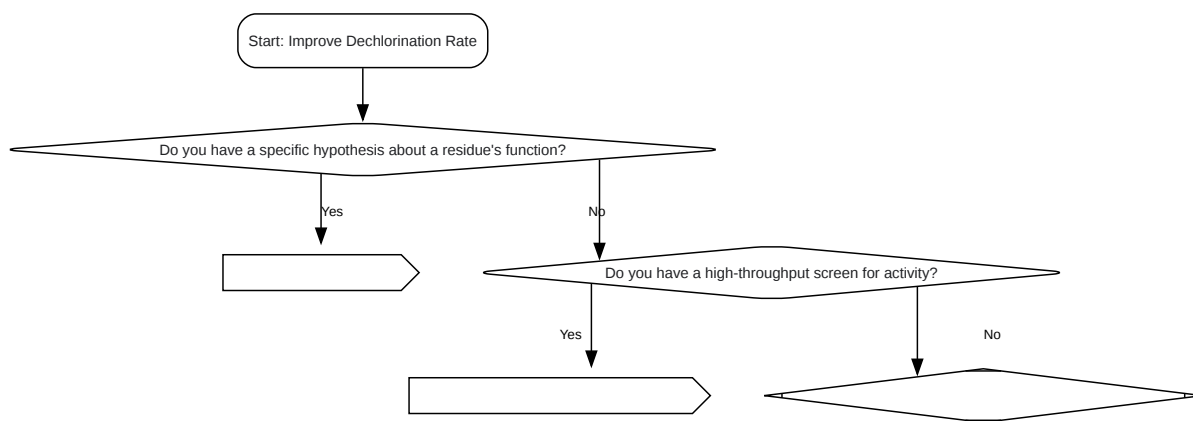 Start: Improve Dechlorination Rate
Do you have a specific hypothesis about a residue's function?
Yes
No
Do you have a high-throughput screen for activity?
Yes
No